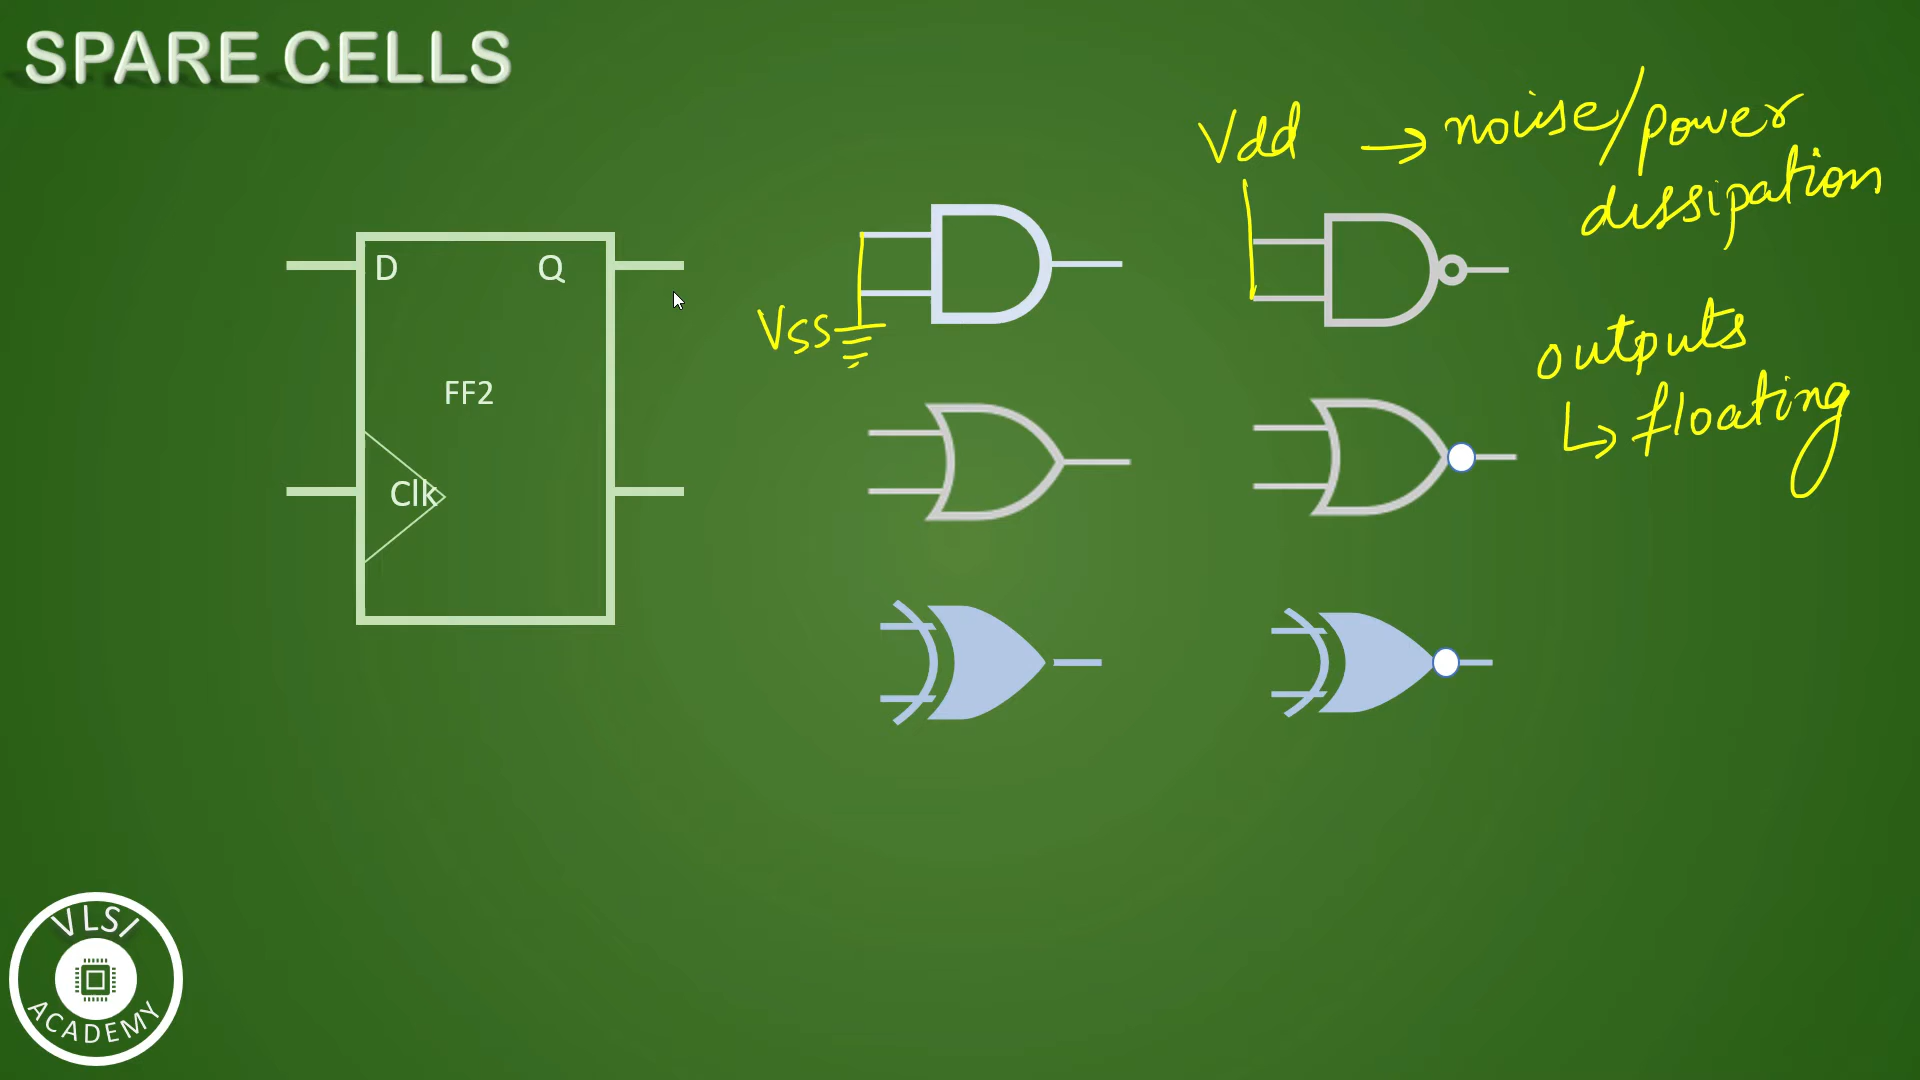 SPARE CELLS
Vdd → noise/power
dissipation
D
Q
Vss
FF2
outputs
↳ floating
Clk
VLSI
ACADEMY